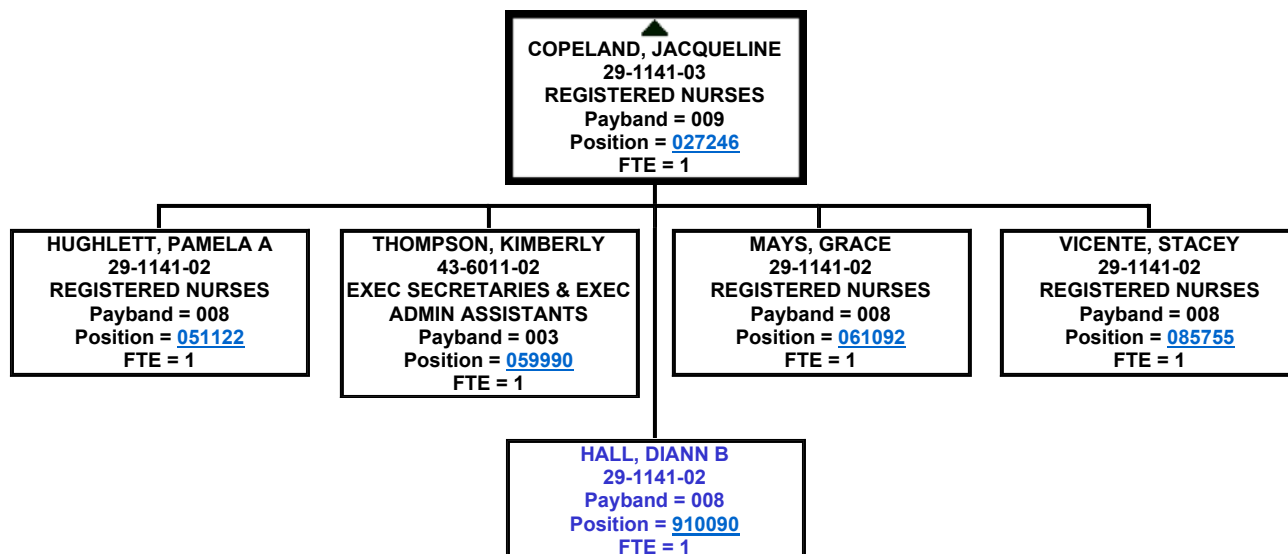 COPELAND, JACQUELINE
29-1141-03
REGISTERED NURSES
Payband = 009
Position = 027246
FTE = 1
HUGHLETT, PAMELA A
29-1141-02
REGISTERED NURSES
Payband = 008
Position = 051122
FTE = 1
THOMPSON, KIMBERLY
43-6011-02
EXEC SECRETARIES & EXEC
ADMIN ASSISTANTS
Payband = 003
Position = 059990
FTE = 1
MAYS, GRACE
29-1141-02
REGISTERED NURSES
Payband = 008
Position = 061092
FTE = 1
VICENTE, STACEY
29-1141-02
REGISTERED NURSES
Payband = 008
Position = 085755
FTE = 1
HALL, DIANN B
29-1141-02
Payband = 008
Position = 910090
FTE = 1